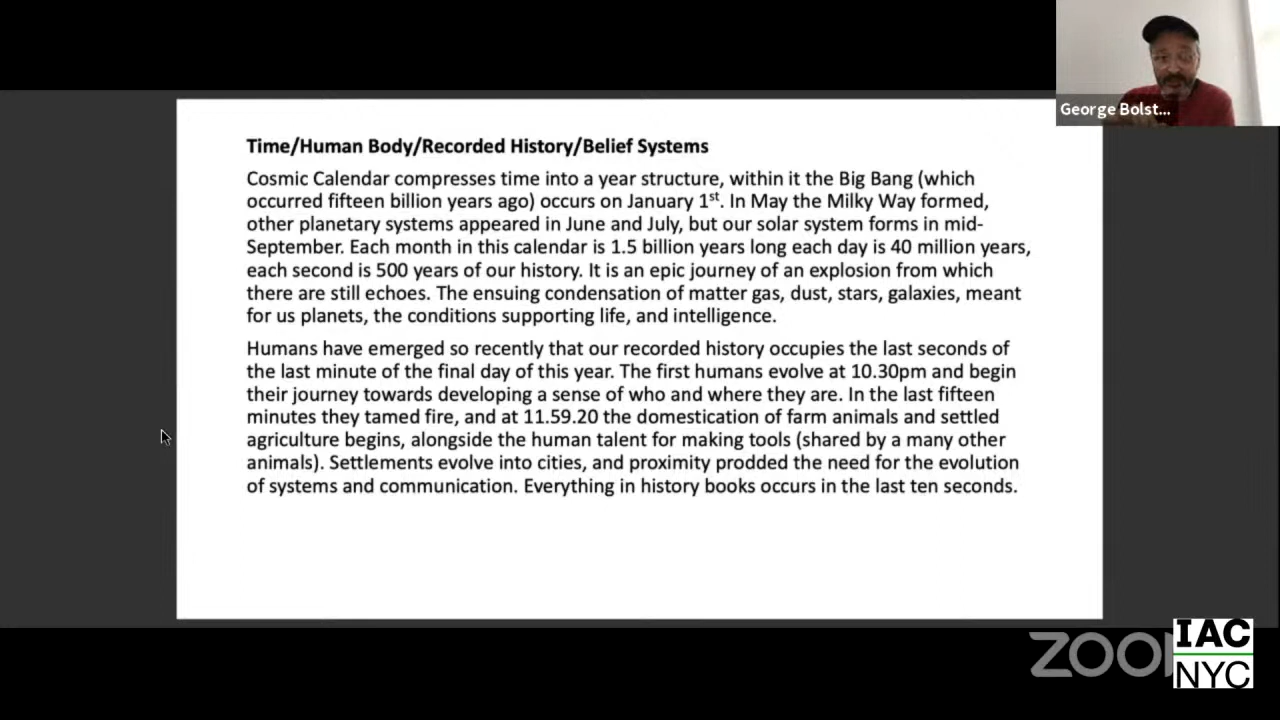 George Bolst...
Time/Human Body/Recorded History/Belief Systems
Cosmic Calendar compresses time into a year structure, within it the Big Bang (which
occurred fifteen billion years ago) occurs on January 1st. In May the Milky Way formed,
other planetary systems appeared in June and July, but our solar system forms in mid-
September. Each month in this calendar is 1.5 billion years long each day is 40 million years,
each second is 500 years of our history. It is an epic journey of an explosion from which
there are still echoes. The ensuing condensation of matter gas, dust, stars, galaxies, meant
for us planets, the conditions supporting life, and intelligence.
Humans have emerged so recently that our recorded history occupies the last seconds of
the last minute of the final day of this year. The first humans evolve at 10.30pm and begin
their journey towards developing a sense of who and where they are. In the last fifteen
minutes they tamed fire, and at 11.59.20 the domestication of farm animals and settled
agriculture begins, alongside the human talent for making tools (shared by a many other
animals). Settlements evolve into cities, and proximity prodded the need for the evolution
of systems and communication. Everything in history books occurs in the last ten seconds.
IAC
NYC